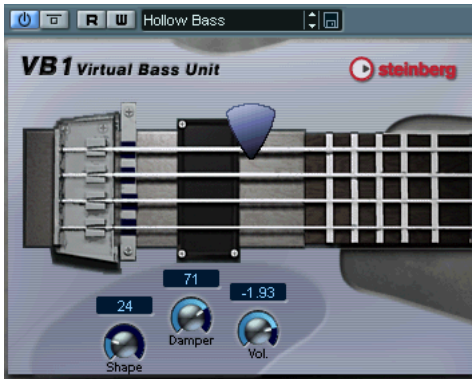 R W Hollow Bass
VB1 Virtual Bass Unit
steinberg
71
24
-1.93
Damper
Vol.
Shape